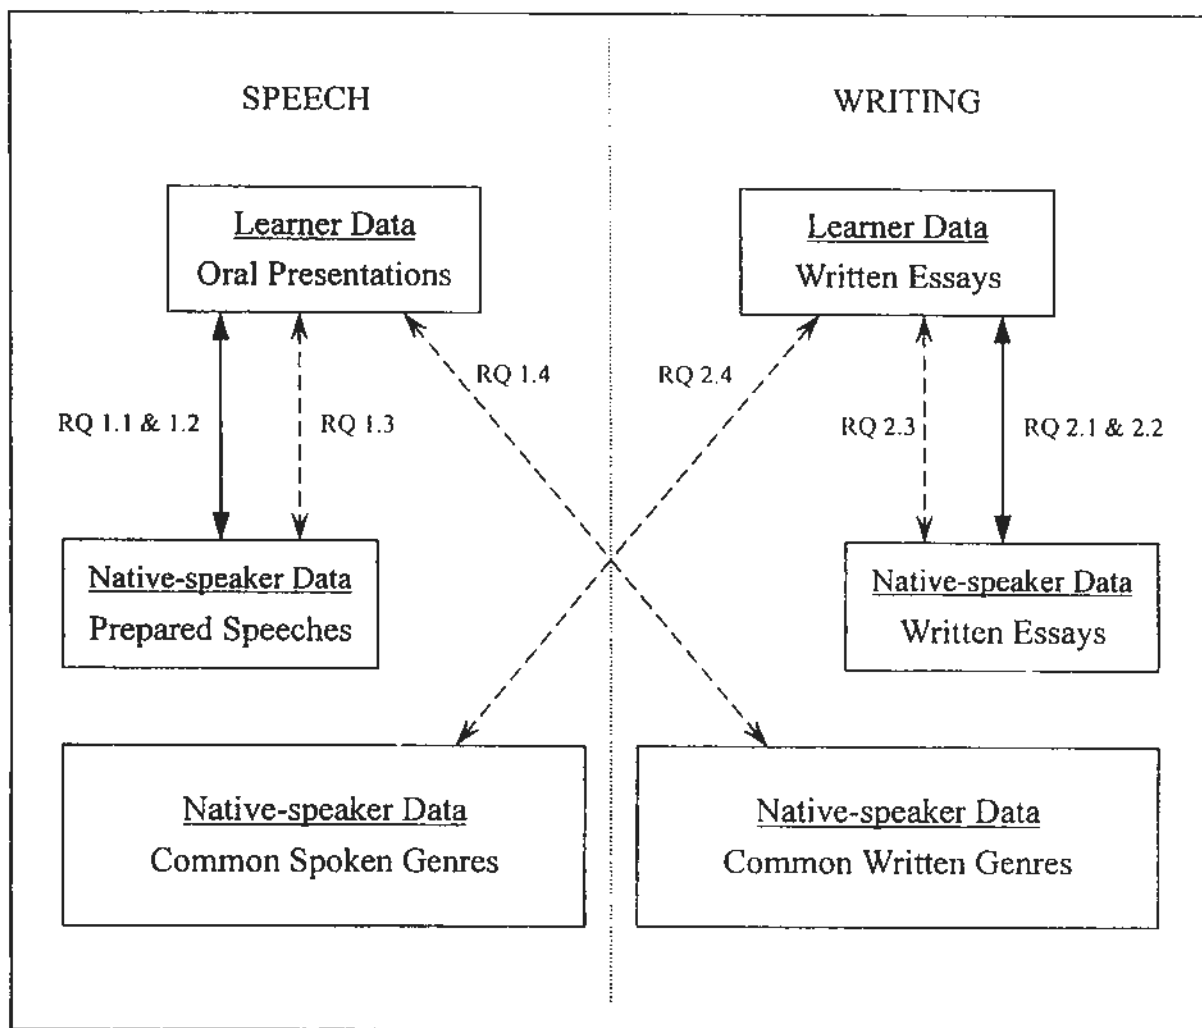 SPEECH
WRITING
Learner Data
Oral Presentations
Learner Data
Written Essays
RQ 1.4
RQ 2.4
RQ 1.1 & 1.2
RQ 1.3
RQ 2.3
RQ 2.1 & 2.2
Native-speaker Data
Prepared Speeches
Native-speaker Data
Written Essays
Native-speaker Data
Common Spoken Genres
Native-speaker Data
Common Written Genres